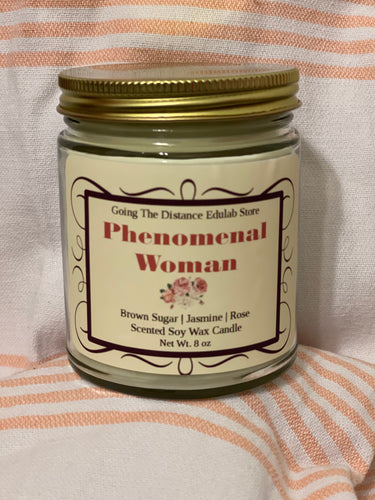 Going The Distance Edulab Store
Phenomenal
Woman
Brown Sugar | Jasmine | Rose
Scented Soy Wax Candle
Net Wt. 8 oz